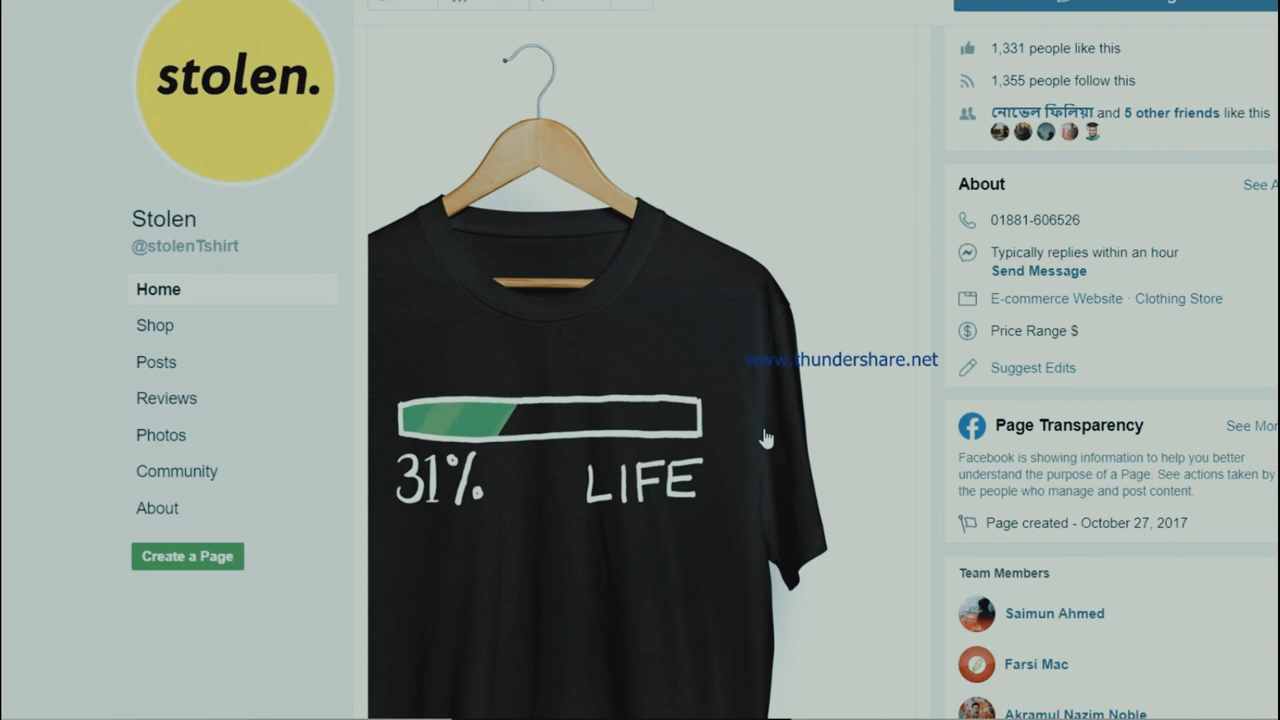 stolen.
Stolen
@stolenTshirt
Home
Shop
Posts
Reviews
Photos
Community
About
Create a Page
31% LIFE
www.thundershare.net
1,331 people like this
1,355 people follow this
নোভেল ফিলিয়া and 5 other friends like this
About
See
01881-606526
Typically replies within an hour
Send Message
E-commerce Website · Clothing Store
Price Range $
Suggest Edits
Page Transparency
See
Facebook is showing information to help you better
understand the purpose of a Page. See actions taken by
the people who manage and post content.
Page created - October 27, 2017
Team Members
Saimun Ahmed
Farsi Mac
Akramul Nazim Noble